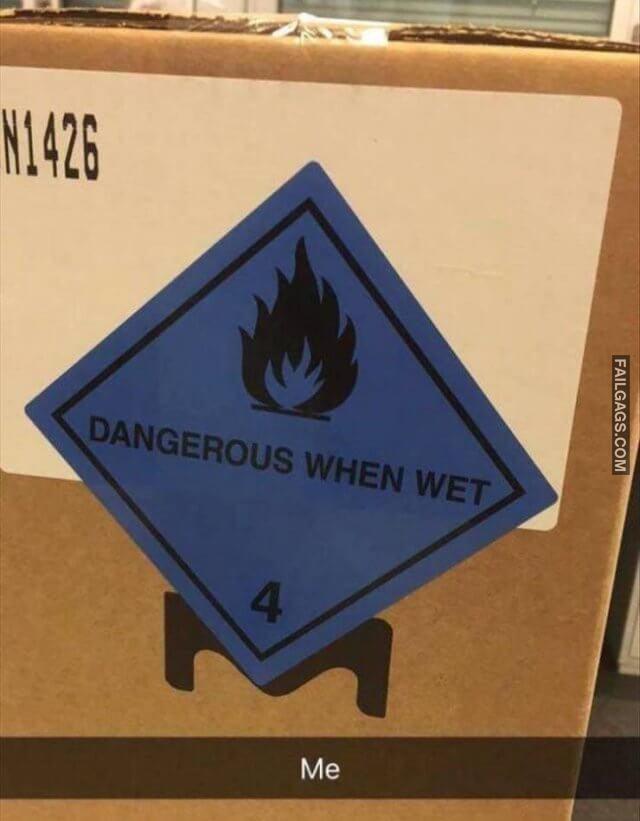 N1426
DANGEROUS WHEN WET
4
FAILGAGS.COM
Me